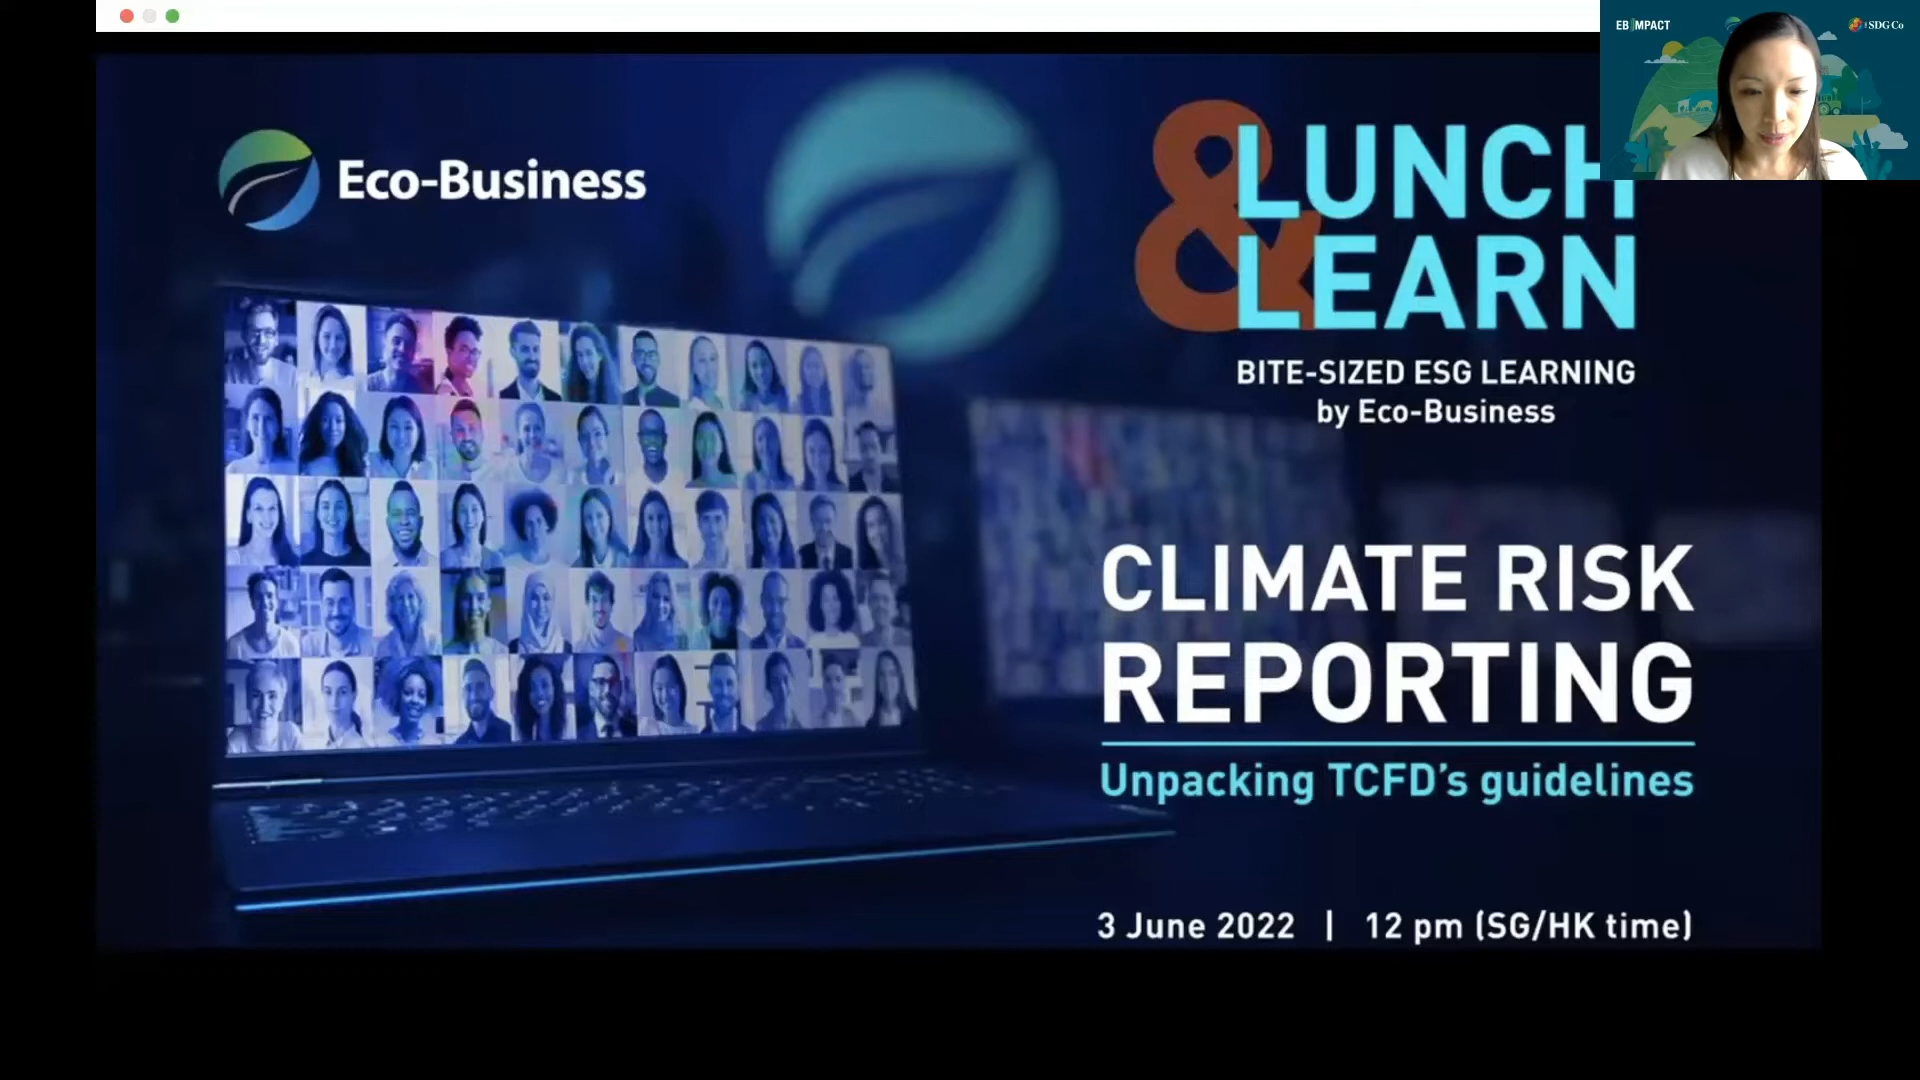 Eco-Business
&
LUNCH
LEARN
BITE-SIZED ESG LEARNING
by Eco-Business
CLIMATE RISK
REPORTING
Unpacking TCFD's guidelines
3 June 2022 | 12 pm (SG/HK time)
EB IMPACT
THE SDG Co